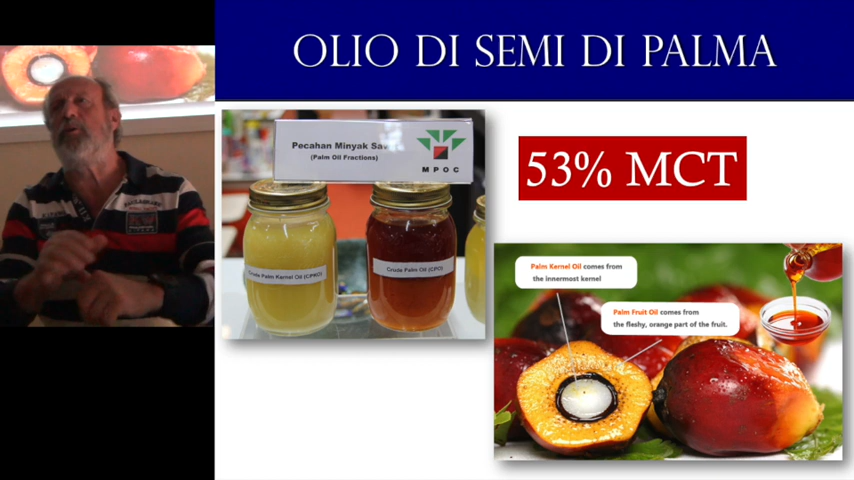 OLIO DI SEMI DI PALMA
53% MCT
Pecahan Minyak
(Palm Oil Fractions)
MPOC
Crude Palm Kernel Oil (CPKO)
Crude Palm Oil (CPO)
Palm Kernel Oil comes from
the innermost kernel
Palm Fruit Oil comes from
the fleshy, orange part of the fruit.